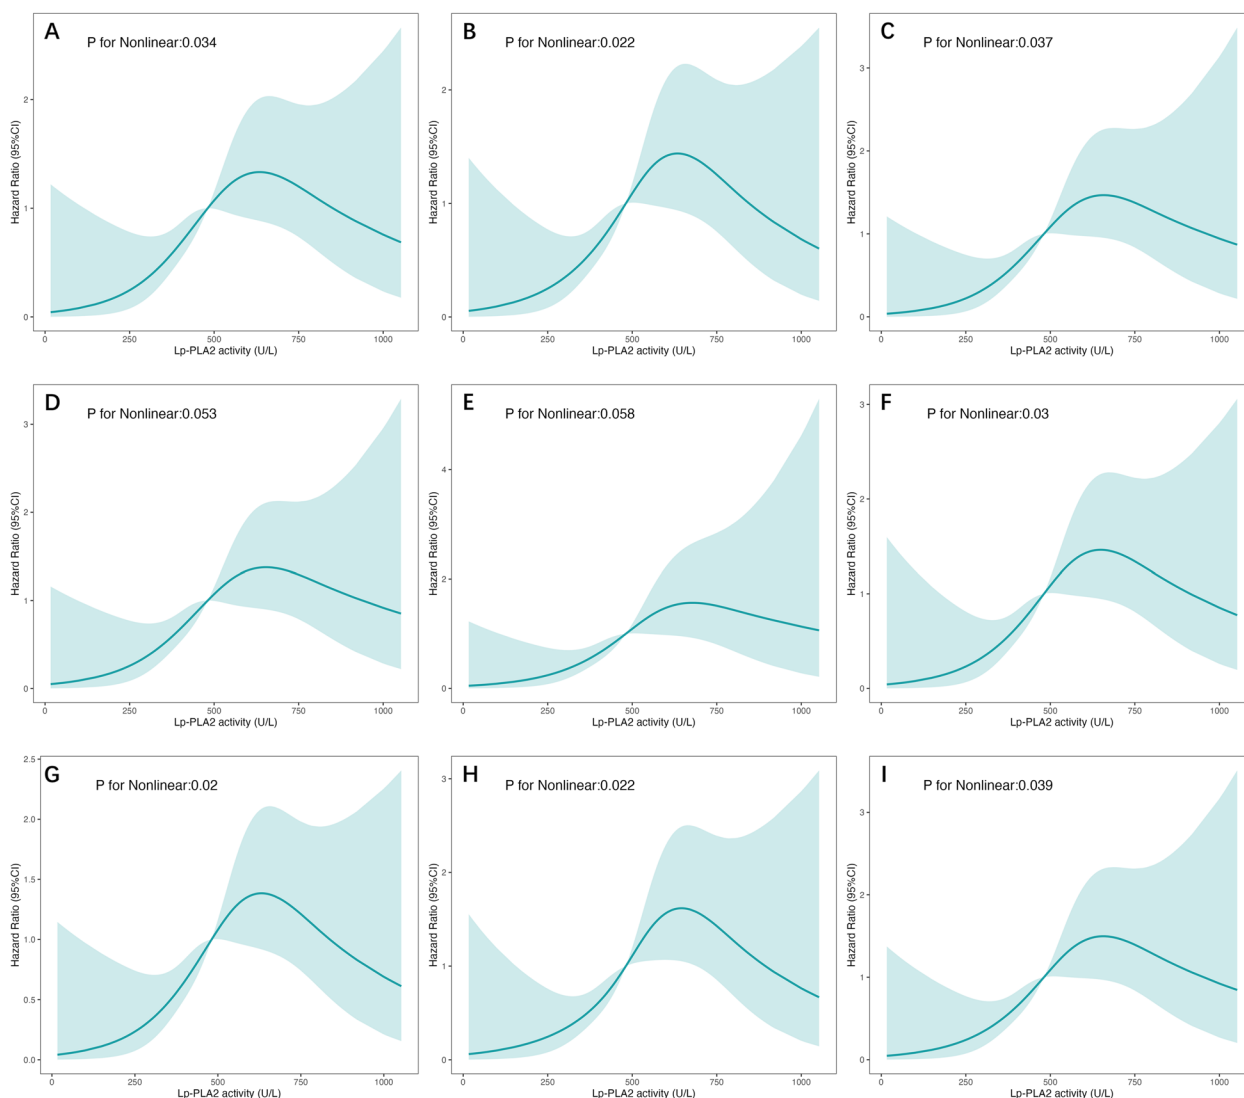 A
P for Nonlinear:0.034
Hazard Ratio (95%CI)
2
1
0
0
250
500
750
1000
Lp-PLA2 activity (U/L)
B
P for Nonlinear:0.022
Hazard Ratio (95%CI)
2
1
0
0
250
500
750
1000
Lp-PLA2 activity (U/L)
C
P for Nonlinear:0.037
Hazard Ratio (95%CI)
3
2
1
0
0
250
500
750
1000
Lp-PLA2 activity (U/L)
D
P for Nonlinear:0.053
Hazard Ratio (95%CI)
3
2
1
0
0
250
500
750
1000
Lp-PLA2 activity (U/L)
E
P for Nonlinear:0.058
Hazard Ratio (95%CI)
4
2
0
0
250
500
750
1000
Lp-PLA2 activity (U/L)
F
P for Nonlinear:0.03
Hazard Ratio (95%CI)
3
2
1
0
0
250
500
750
1000
Lp-PLA2 activity (U/L)
G
P for Nonlinear:0.02
Hazard Ratio (95%CI)
2.5
2.0
1.5
1.0
0.5
0.0
0
250
500
750
1000
Lp-PLA2 activity (U/L)
H
P for Nonlinear:0.022
Hazard Ratio (95%CI)
3
2
1
0
0
250
500
750
1000
Lp-PLA2 activity (U/L)
I
P for Nonlinear:0.039
Hazard Ratio (95%CI)
3
2
1
0
0
250
500
750
1000
Lp-PLA2 activity (U/L)